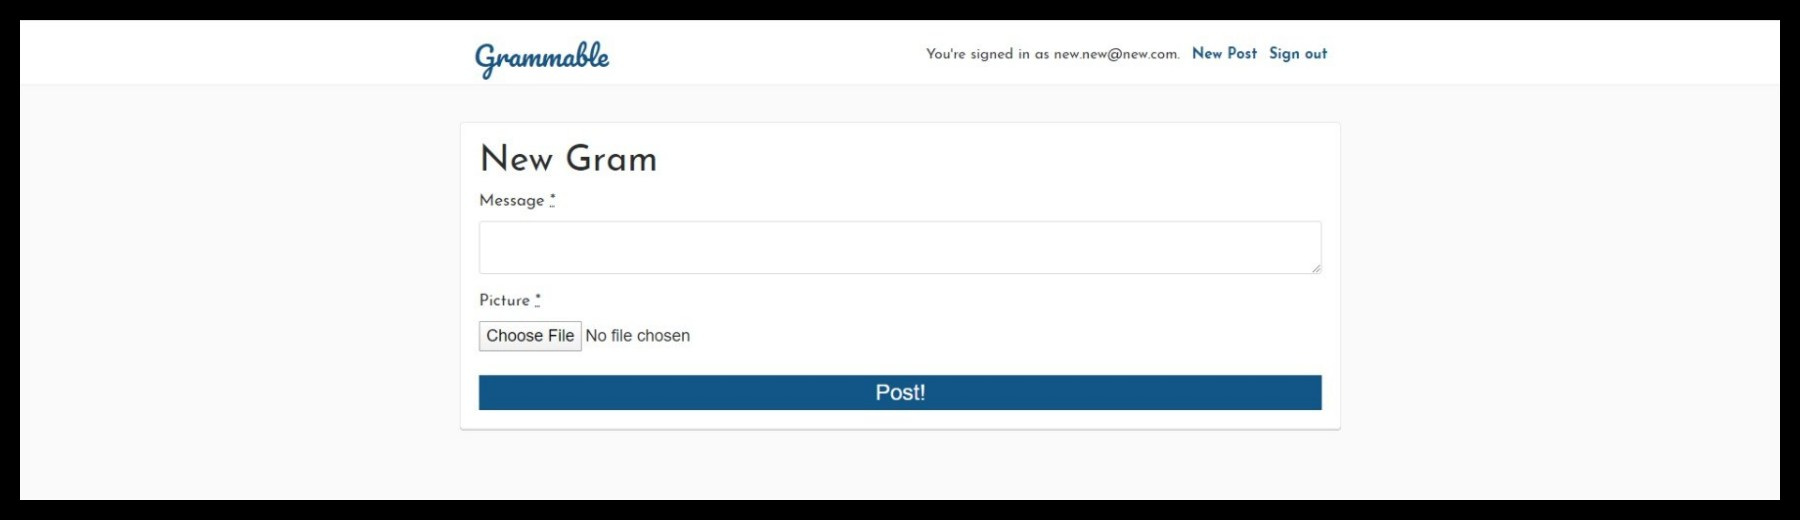 Grammable
You're signed in as new.new@new.com. New Post Sign out
New Gram
Message *
Picture *
Choose File No file chosen
Post!